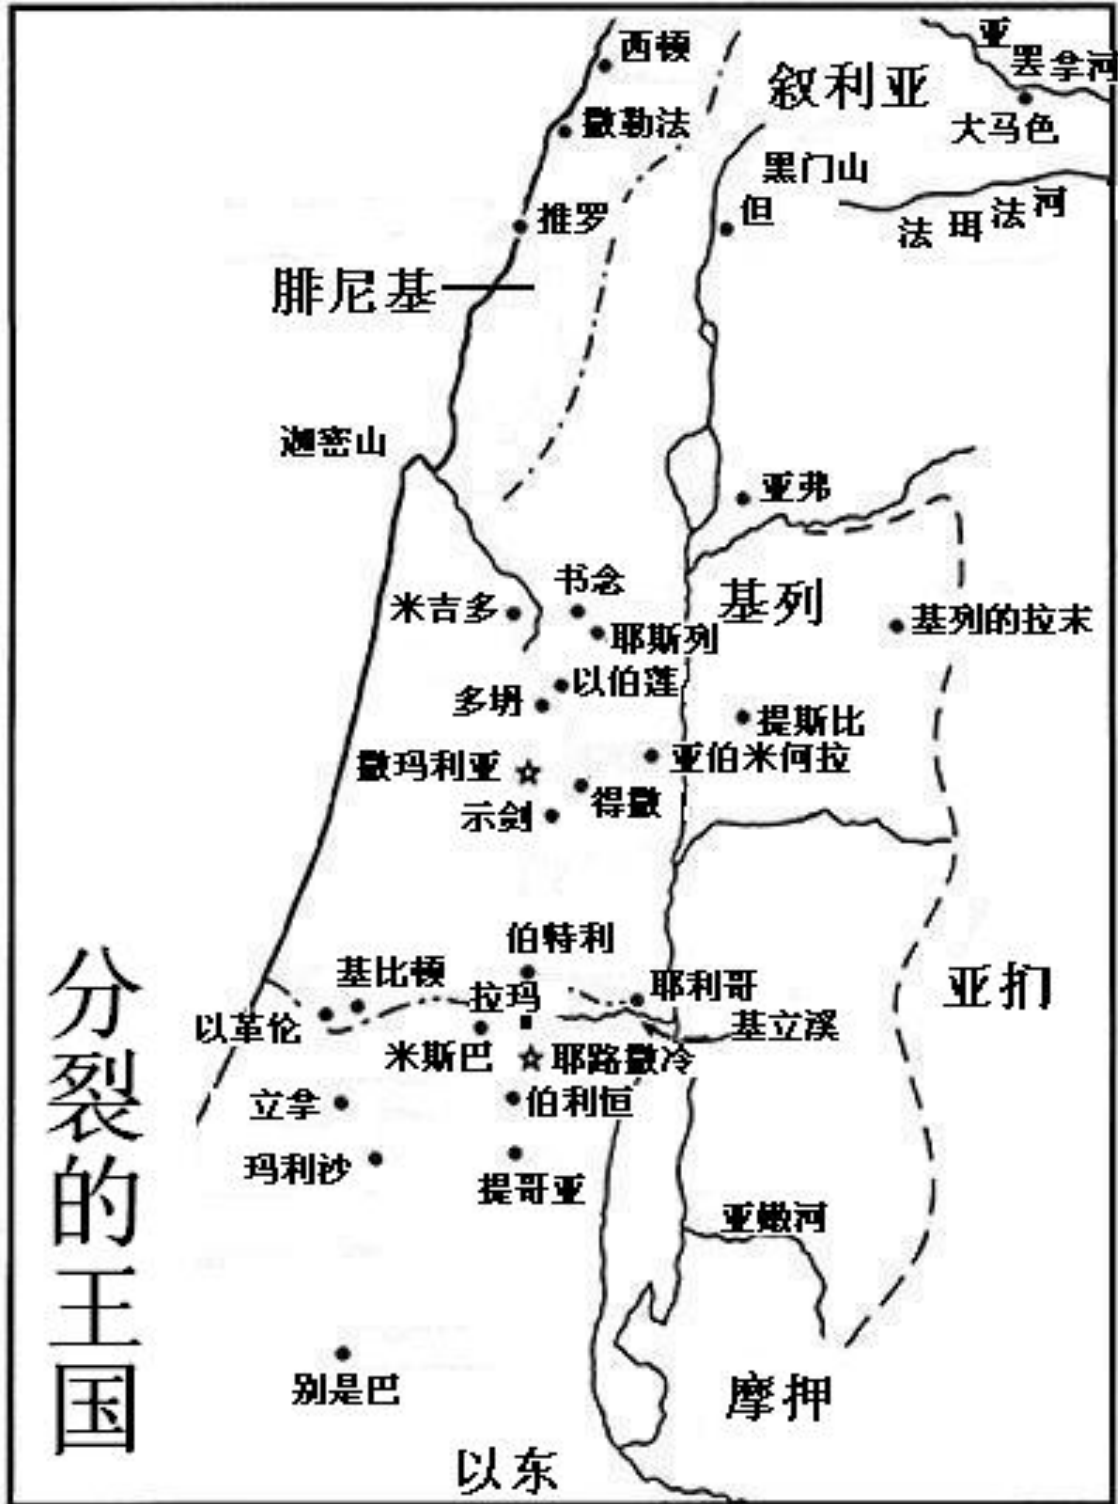 西顿
亚罢拿河
叙利亚
撒勒法
大马色
黑门山
但
法珥法河
推罗
腓尼基
迦密山
亚弗
书念
基列
米吉多
基列的拉末
耶斯列
以伯莲
多坍
提斯比
撒玛利亚
亚伯米何拉
得撒
示剑
伯特利
基比顿
耶利哥
亚扪
拉玛
以革伦
基立溪
米斯巴
耶路撒冷
立拿
伯利恒
玛利沙
提哥亚
亚嫩河
别是巴
摩押
以东
分裂的王国